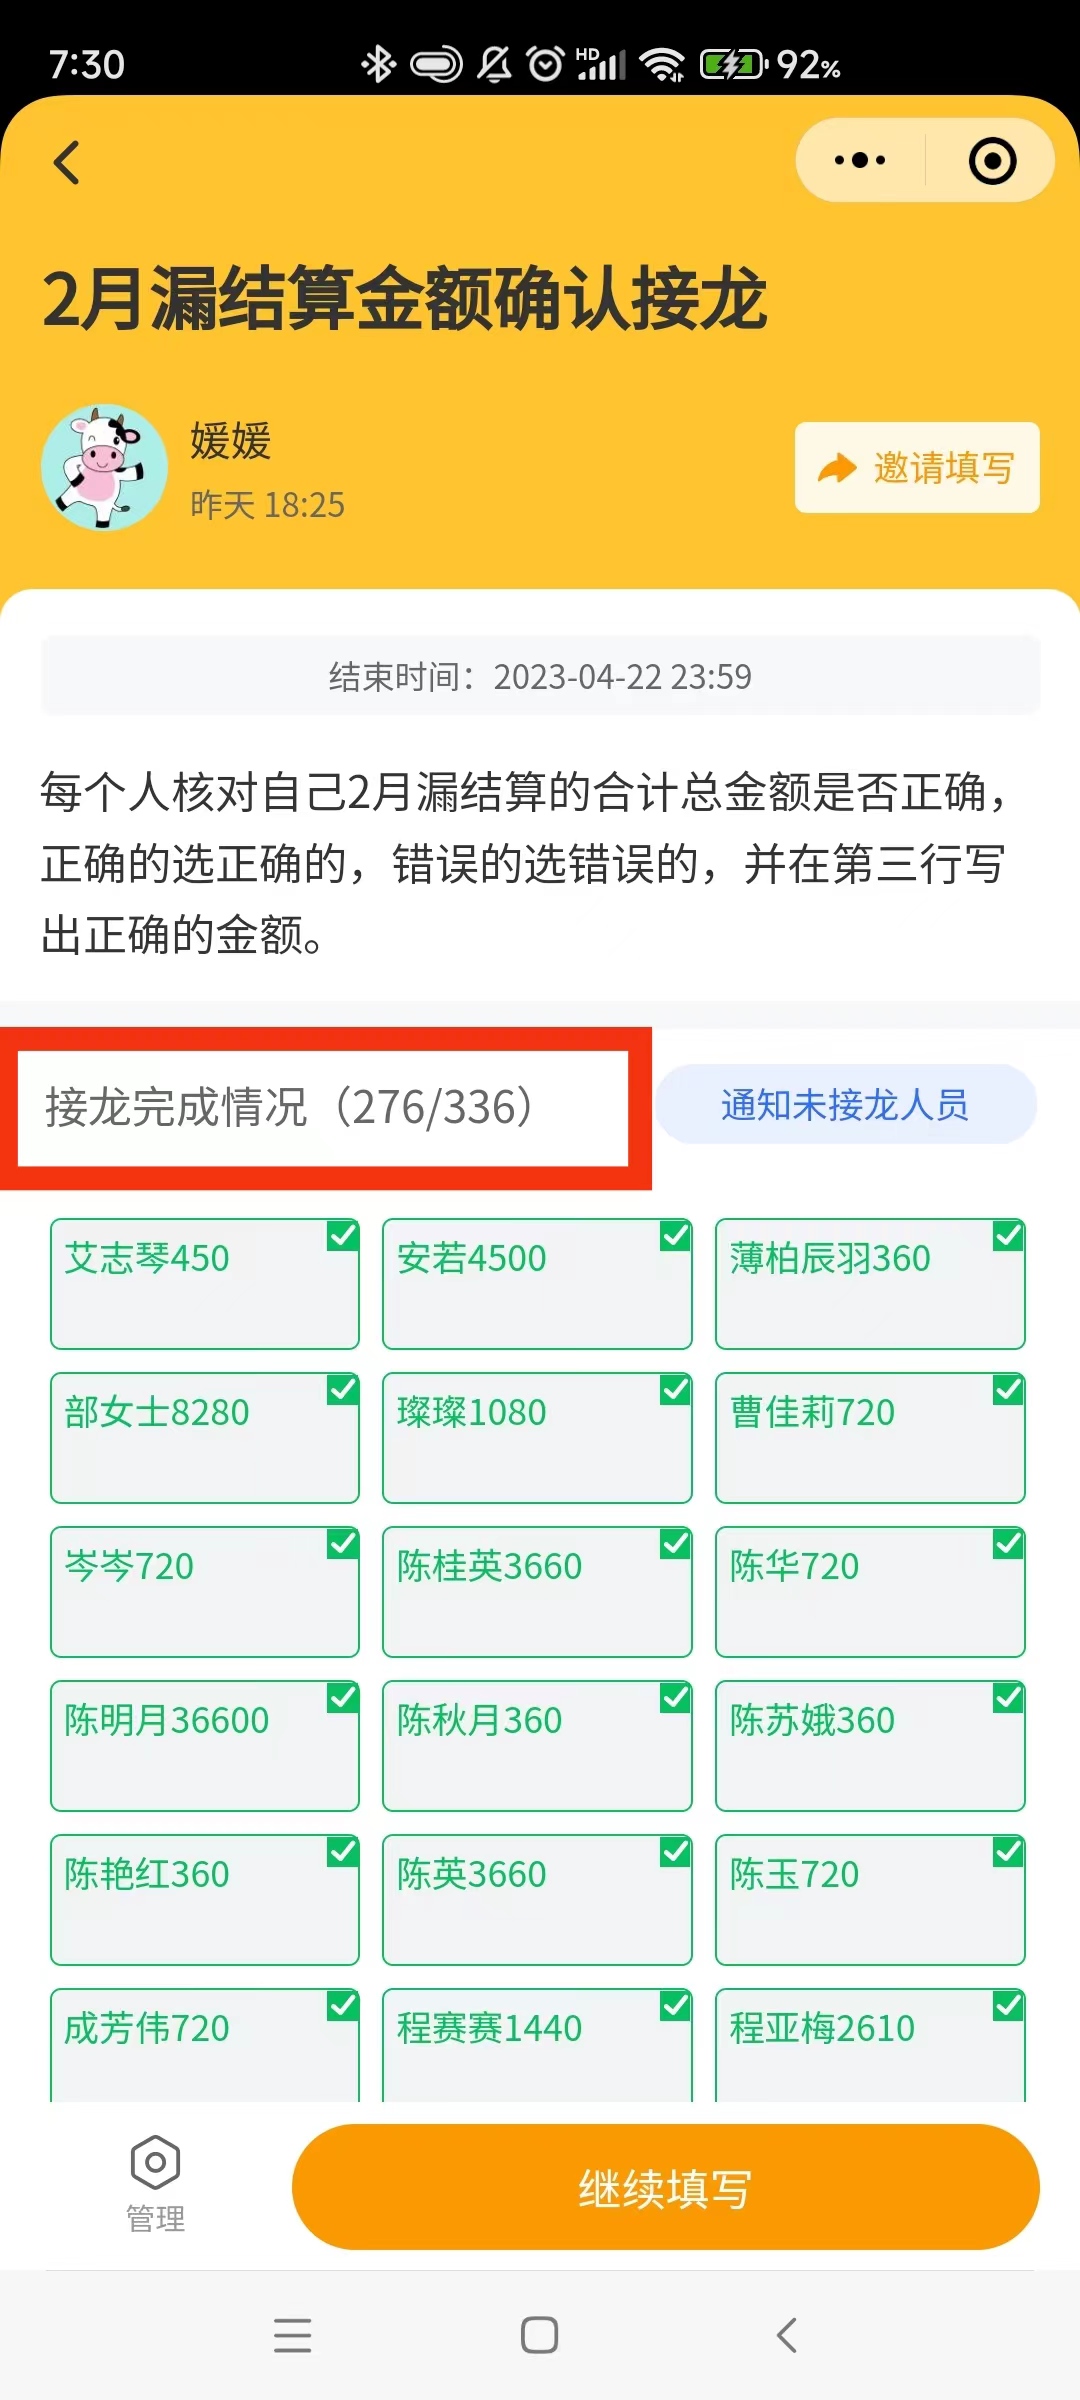 7:30
HD
92%
2月漏结算金额确认接龙
媛媛
昨天 18:25
邀请填写
结束时间：2023-04-22 23:59
每个人核对自己2月漏结算的合计总金额是否正确，
正确的选正确的，错误的选错误的，并在第三行写
出正确的金额。
接龙完成情况（276/336）
通知未接龙人员
艾志琴450
安若4500
薄柏辰羽360
部女士8280
璨璨1080
曹佳莉720
岑岑720
陈桂英3660
陈华720
陈明月36600
陈秋月360
陈苏娥360
陈艳红360
陈英3660
陈玉720
成芳伟720
程赛赛1440
程亚梅2610
管理
继续填写